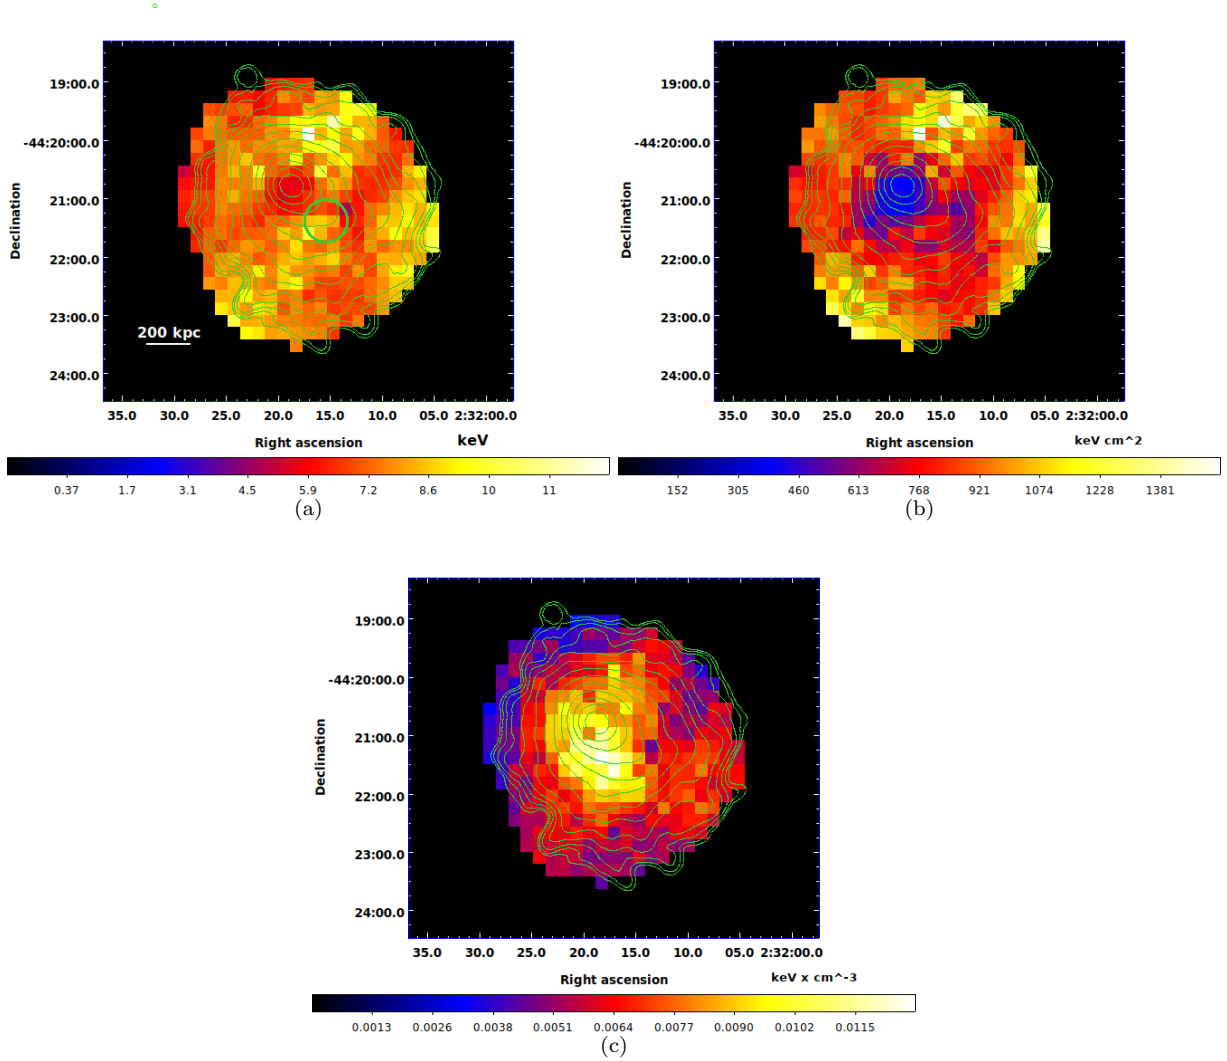 19:00.0
-44:20:00.0
21:00.0
22:00.0
23:00.0
24:00.0
Declination
200 kpc
35.0 30.0 25.0 20.0 15.0 10.0 05.0 2:32:00.0
Right ascension
keV
0.37 1.7 3.1 4.5 5.9 7.2 8.6 10 11
(a)
19:00.0
-44:20:00.0
21:00.0
22:00.0
23:00.0
24:00.0
Declination
35.0 30.0 25.0 20.0 15.0 10.0 05.0 2:32:00.0
Right ascension
keV cm^2
152 305 460 613 768 921 1074 1228 1381
(b)
19:00.0
-44:20:00.0
21:00.0
22:00.0
23:00.0
24:00.0
Declination
35.0 30.0 25.0 20.0 15.0 10.0 05.0 2:32:00.0
Right ascension
keV x cm^-3
0.0013 0.0026 0.0038 0.0051 0.0064 0.0077 0.0090 0.0102 0.0115
(c)